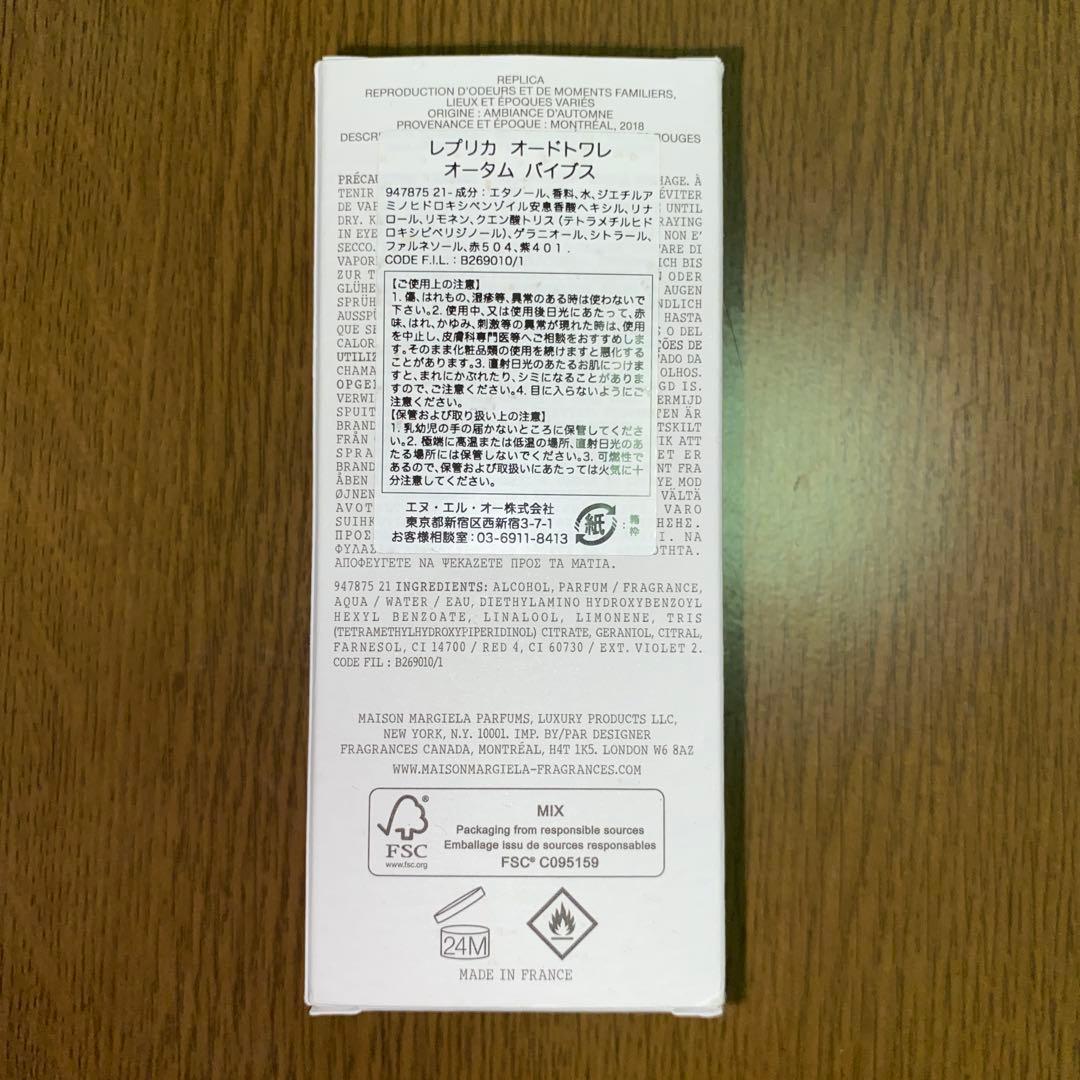 REPLICA
REPRODUCTION D'ODEURS ET DE MOMENTS FAMILIERS,
LIEUX ET ÉPOQUES VARIÉS
ORIGINE : AMBIANCE D'AUTOMNE
PROVENANCE ET ÉPOQUE : MONTRÉAL, 2018
ROUGES
レプリカ オードトワレ
オータム バイブス
947875 21- 成分：エタノール、香料、水、ジエチルア
ミノヒドロキシベンゾイル安息香酸ヘキシル、リナ
ロール、リモネン、クエン酸トリス（テトラメチルヒド
ロキシピペリジノール）、ゲラニオール、シトラール、
ファルネソール、赤５０４、紫４０１．
CODE F.I.L. : B269010/1
【ご使用上の注意】
1. 傷、はれもの、湿疹等、異常のある時は使わないで
下さい。2. 使用中、又は使用後日光にあたって、赤
味、はれ、かゆみ、刺激等の異常が現れた時は、使用
を中止し、皮膚科専門医等へご相談をおすすめしま
す。そのまま化粧品類の使用を続けますと悪化する
ことがあります。3. 直射日光のあたるお肌につけま
すと、まれにかぶれたり、シミになることがありま
すので、ご注意ください。4. 目に入らないようにご
注意ください。
【保管および取り扱い上の注意】
1. 乳幼児の手の届かないところに保管してくださ
い。2. 極端に高温または低温の場所、直射日光のあ
たる場所には保管しないでください。3. 可燃性で
あるので、保管および取扱いにあたっては火気に十
分注意してください。
エヌ・エル・オー株式会社
東京都新宿区西新宿3-7-1
お客様相談室：03-6911-8413
紙
：箱
枠
ΑΠΟΦΕΥΓΕΤΕ ΝΑ ΨΕΚΑΖΕΤΕ ΠΡΟΣ ΤΑ ΜΑΤΙΑ.
947875 21 INGREDIENTS: ALCOHOL, PARFUM / FRAGRANCE,
AQUA / WATER / EAU, DIETHYLAMINO HYDROXYBENZOYL
HEXYL BENZOATE, LINALOOL, LIMONENE, TRIS
(TETRAMETHYLHYDROXYPIPERIDINOL) CITRATE, GERANIOL, CITRAL,
FARNESOL, CI 14700 / RED 4, CI 60730 / EXT. VIOLET 2.
CODE FIL : B269010/1
MAISON MARGIELA PARFUMS, LUXURY PRODUCTS LLC,
NEW YORK, N.Y. 10001. IMP. BY/PAR DESIGNER
FRAGRANCES CANADA, MONTRÉAL, H4T 1K5. LONDON W6 8AZ
WWW.MAISONMARGIELA-FRAGRANCES.COM
FSC®
www.fsc.org
MIX
Packaging from responsible sources
Emballage issu de sources responsables
FSC® C095159
24M
MADE IN FRANCE